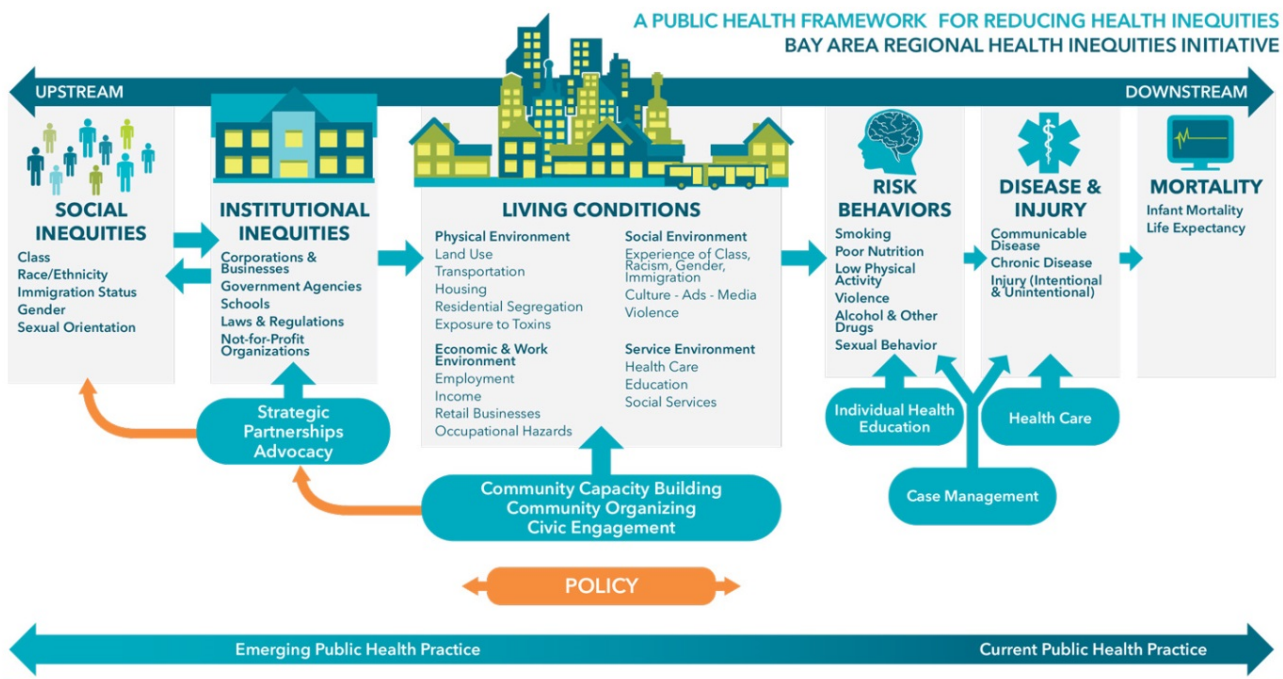 A PUBLIC HEALTH FRAMEWORK FOR REDUCING HEALTH INEQUITIES
BAY AREA REGIONAL HEALTH INEQUITIES INITIATIVE
UPSTREAM
DOWNSTREAM
SOCIAL
INEQUITIES
Class
Race/Ethnicity
Immigration Status
Gender
Sexual Orientation
INSTITUTIONAL
INEQUITIES
Corporations &
Businesses
Government Agencies
Schools
Laws & Regulations
Not-for-Profit
Organizations
LIVING CONDITIONS
Physical Environment
Land Use
Transportation
Housing
Residential Segregation
Exposure to Toxins
Economic & Work
Environment
Employment
Income
Retail Businesses
Occupational Hazards
Social Environment
Experience of Class,
Racism, Gender,
Immigration
Culture - Ads - Media
Violence
Service Environment
Health Care
Education
Social Services
RISK
BEHAVIORS
Smoking
Poor Nutrition
Low Physical
Activity
Violence
Alcohol & Other
Drugs
Sexual Behavior
DISEASE &
INJURY
Communicable
Disease
Chronic Disease
Injury (Intentional
& Unintentional)
MORTALITY
Infant Mortality
Life Expectancy
Strategic
Partnerships
Advocacy
Community Capacity Building
Community Organizing
Civic Engagement
Individual Health
Education
Health Care
Case Management
POLICY
Emerging Public Health Practice
Current Public Health Practice